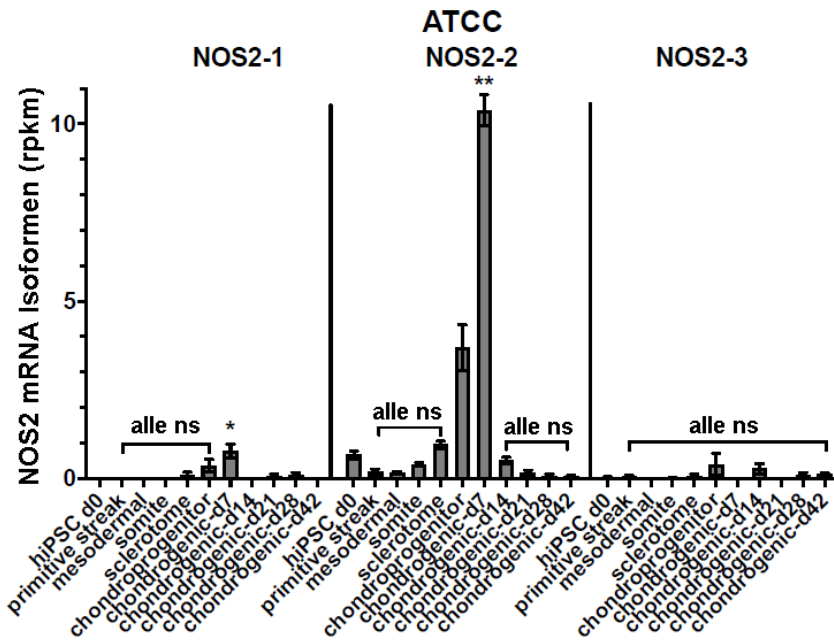 ATCC
NOS2-1 NOS2-2 NOS2-3
NOS2 mRNA Isoformen (rpkm)
10
5
0
alle ns
*
alle ns
**
alle ns
alle ns
hiPSC d0
primitive streak
mesodermal
somite
sclerotome
chondroprogenitor
chondrogenic-d7
chondrogenic-d14
chondrogenic-d21
chondrogenic-d28
chondrogenic-d42
hiPSC d0
primitive streak
mesodermal
somite
sclerotome
chondroprogenitor
chondrogenic-d7
chondrogenic-d14
chondrogenic-d21
chondrogenic-d28
chondrogenic-d42
hiPSC d0
primitive streak
mesodermal
somite
sclerotome
chondroprogenitor
chondrogenic-d7
chondrogenic-d14
chondrogenic-d21
chondrogenic-d28
chondrogenic-d42